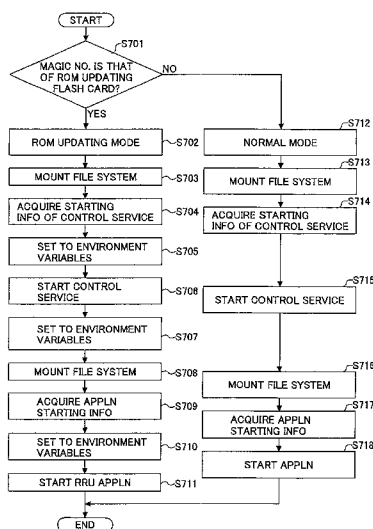 START
S701
MAGIC NO. IS THAT
OF ROM UPDATING
FLASH CARD?
NO
YES
ROM UPDATING MODE
S702
MOUNT FILE SYSTEM
S703
ACQUIRE STARTING
INFO OF CONTROL SERVICE
S704
SET TO ENVIRONMENT
VARIABLES
S705
START CONTROL
SERVICE
S706
SET TO ENVIRONMENT
VARIABLES
S707
MOUNT FILE SYSTEM
S708
ACQUIRE APPLN
STARTING INFO
S709
SET TO ENVIRONMENT
VARIABLES
S710
START RRU APPLN
S711
S712
NORMAL MODE
S713
MOUNT FILE SYSTEM
S714
ACQUIRE STARTING
INFO OF CONTROL SERVICE
S715
START CONTROL SERVICE
S716
MOUNT FILE SYSTEM
S717
ACQUIRE APPLN
STARTING INFO
S718
START APPLN
END